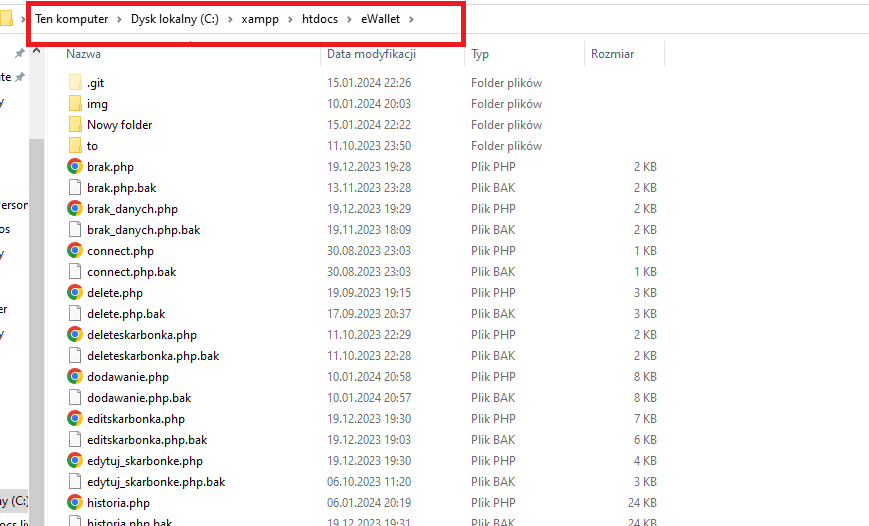 Ten komputer > Dysk lokalny (C:) > xampp > htdocs > eWallet >
Nazwa Data modyfikacji Typ Rozmiar
.git 15.01.2024 22:26 Folder plików
img 10.01.2024 20:03 Folder plików
Nowy folder 15.01.2024 22:22 Folder plików
to 11.10.2023 23:50 Folder plików
brak.php 19.12.2023 19:28 Plik PHP 2 KB
brak.php.bak 13.11.2023 23:28 Plik BAK 2 KB
brak_danych.php 19.12.2023 19:29 Plik PHP 2 KB
brak_danych.php.bak 19.11.2023 18:09 Plik BAK 2 KB
connect.php 30.08.2023 23:03 Plik PHP 1 KB
connect.php.bak 30.08.2023 23:03 Plik BAK 1 KB
delete.php 19.09.2023 19:15 Plik PHP 3 KB
delete.php.bak 17.09.2023 20:37 Plik BAK 3 KB
deleteskarbonka.php 11.10.2023 22:29 Plik PHP 2 KB
deleteskarbonka.php.bak 11.10.2023 22:28 Plik BAK 2 KB
dodawanie.php 10.01.2024 20:58 Plik PHP 8 KB
dodawanie.php.bak 10.01.2024 20:57 Plik BAK 8 KB
editskarbonka.php 19.12.2023 19:30 Plik PHP 7 KB
editskarbonka.php.bak 19.12.2023 19:03 Plik BAK 6 KB
edytuj_skarbonke.php 19.12.2023 19:30 Plik PHP 4 KB
edytuj_skarbonke.php.bak 06.10.2023 11:20 Plik BAK 3 KB
ny (C:) historia.php 06.01.2024 20:19 Plik PHP 24 KB
historia.php.bak 19.12.2023 19:31 Plik BAK 24 KB